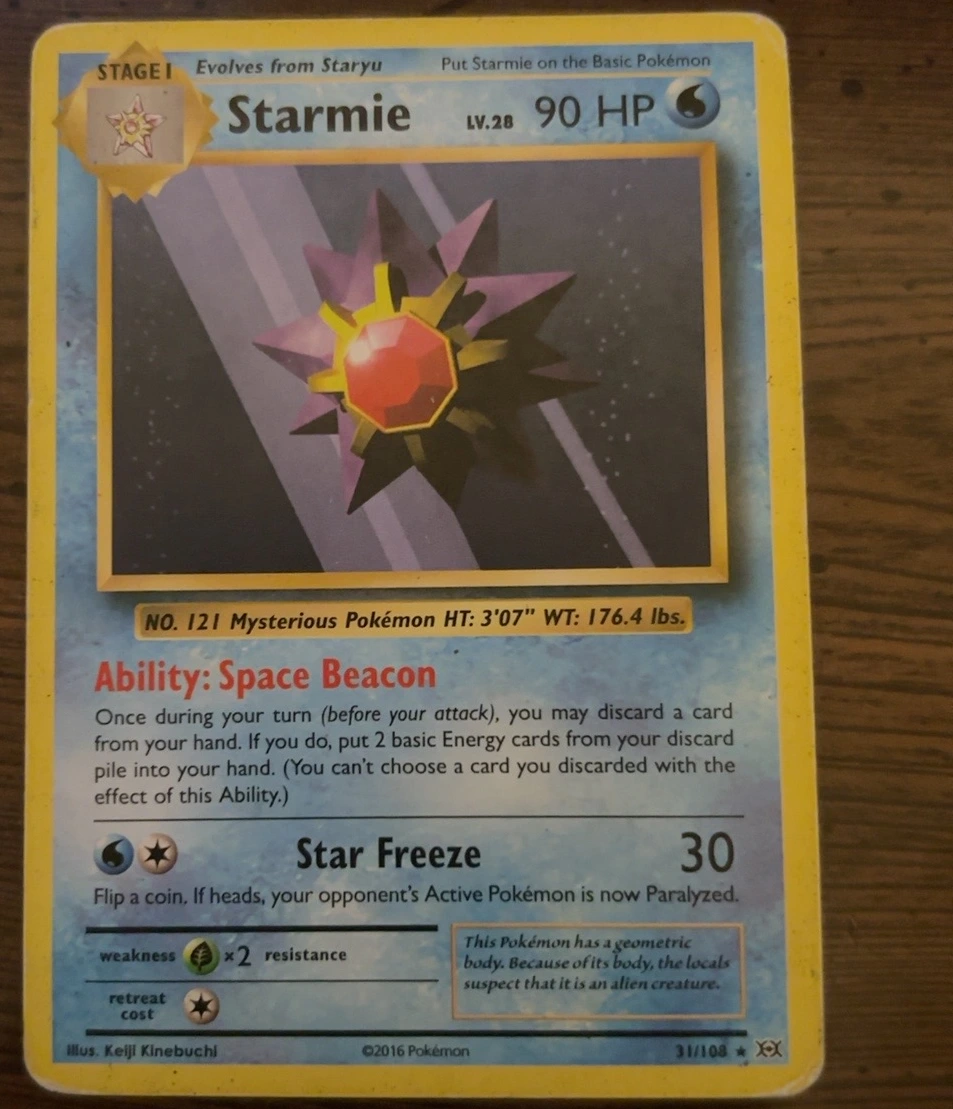 STAGE 1 Evolves from Staryu Put Starmie on the Basic Pokémon
Starmie LV.28 90 HP
NO. 121 Mysterious Pokémon HT: 3'07" WT: 176.4 lbs.
Ability: Space Beacon
Once during your turn (before your attack), you may discard a card
from your hand. If you do, put 2 basic Energy cards from your discard
pile into your hand. (You can't choose a card you discarded with the
effect of this Ability.)
Star Freeze 30
Flip a coin. If heads, your opponent's Active Pokémon is now Paralyzed.
weakness ×2 resistance
retreat
cost
This Pokémon has a geometric
body. Because of its body, the locals
suspect that it is an alien creature.
Illus. Keiji Kinebuchi ©2016 Pokémon 31/108 ★